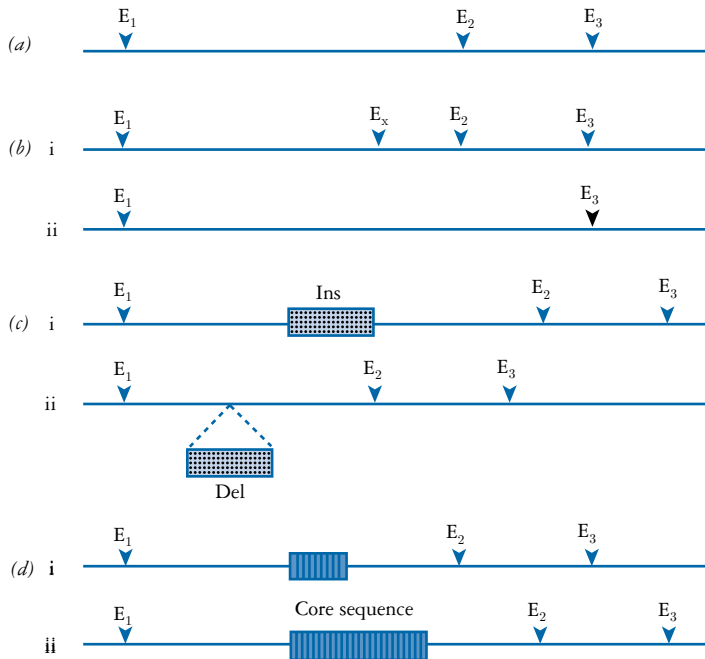 E₁ E₂ E₃
(a)
E₁ Eₓ E₂ E₃
(b) i
E₁ E₃
ii
E₁ Ins E₂ E₃
(c) i
E₁ E₂ E₃
ii
Del
E₁ E₂ E₃
(d) i
E₁ Core sequence E₂ E₃
ii